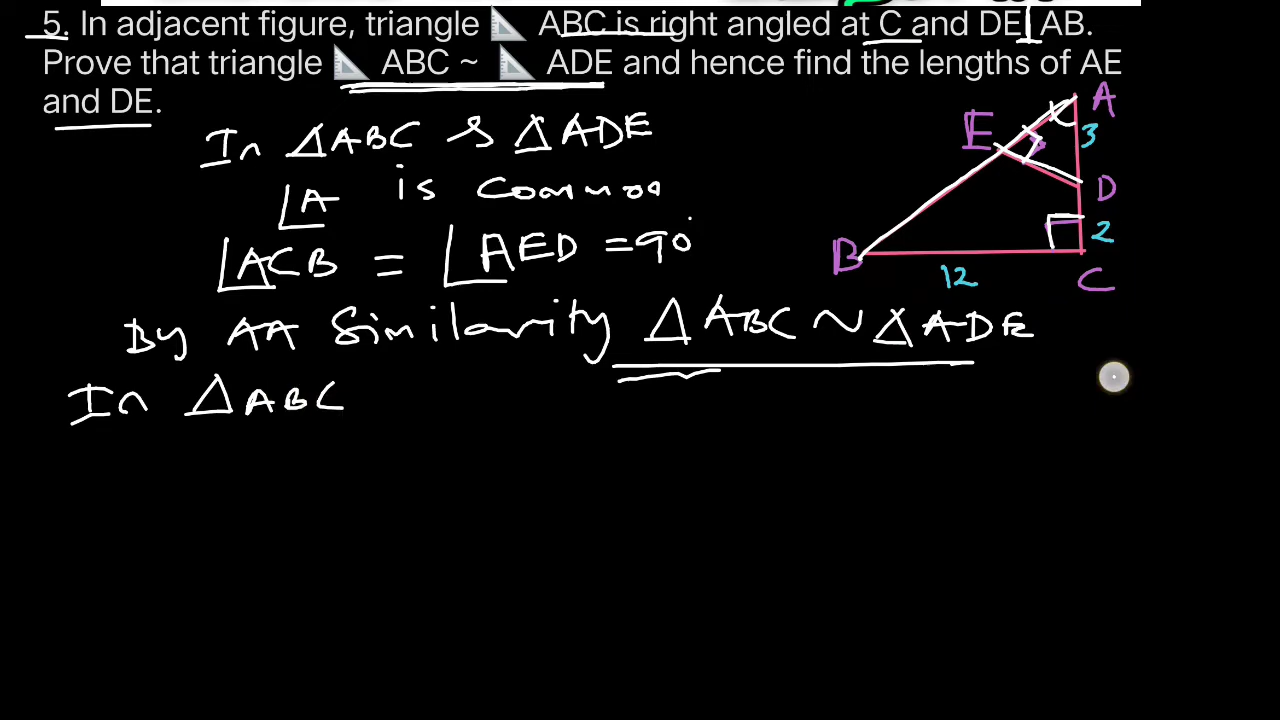 5. In adjacent figure, triangle 📐 ABC is right angled at C and DE⊥AB.
Prove that triangle 📐 ABC ~ 📐 ADE and hence find the lengths of AE
and DE.
In △ABC & △ADE
∠A is common
∠ACB = ∠AED = 90°
By AA Similarity △ABC ~ △ADE
In △ABC
A
E
3
D
2
B
12
C